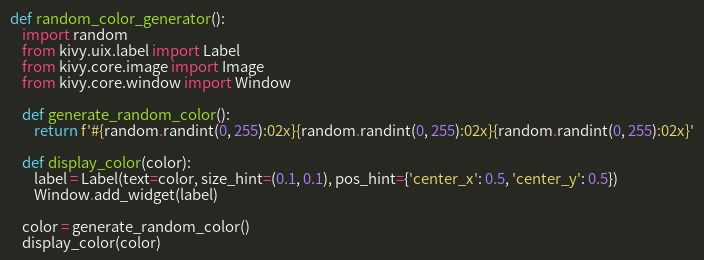 def random_color_generator():
    import random
    from kivy.uix.label import Label
    from kivy.core.image import Image
    from kivy.core.window import Window

    def generate_random_color():
        return f'#{random.randint(0, 255):02x}{random.randint(0, 255):02x}{random.randint(0, 255):02x}'

    def display_color(color):
        label = Label(text=color, size_hint=(0.1, 0.1), pos_hint={'center_x': 0.5, 'center_y': 0.5})
        Window.add_widget(label)

    color = generate_random_color()
    display_color(color)